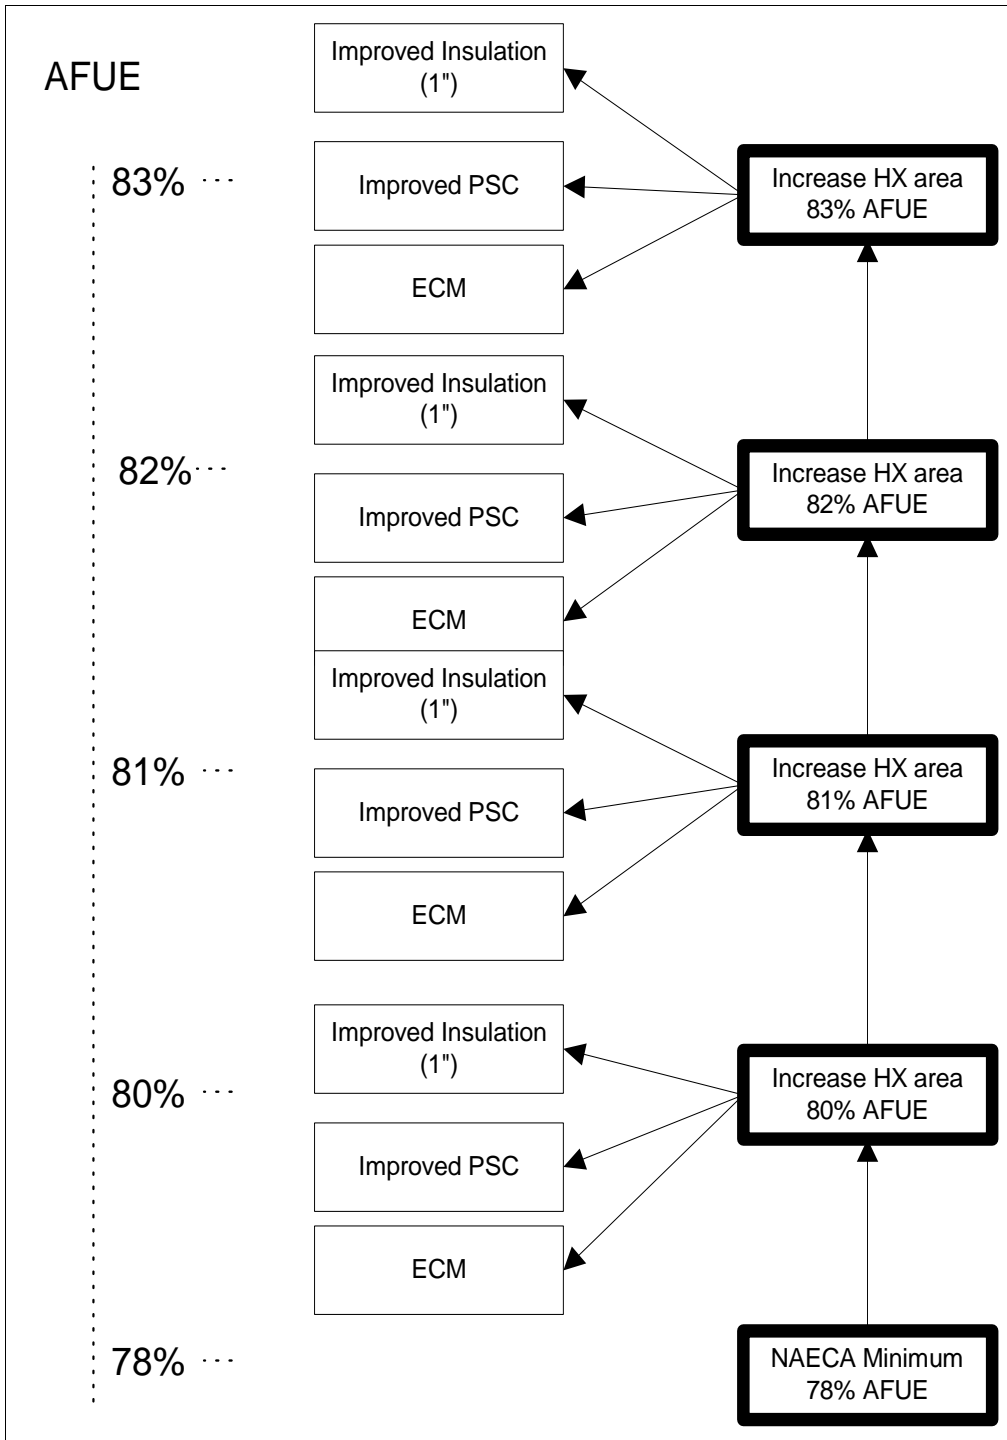 AFUE
Improved Insulation
(1")
83% ...
Improved PSC
Increase HX area
83% AFUE
ECM
Improved Insulation
(1")
82% ...
Improved PSC
Increase HX area
82% AFUE
ECM
Improved Insulation
(1")
81% ...
Improved PSC
Increase HX area
81% AFUE
ECM
Improved Insulation
(1")
80% ...
Improved PSC
Increase HX area
80% AFUE
ECM
78% ...
NAECA Minimum
78% AFUE